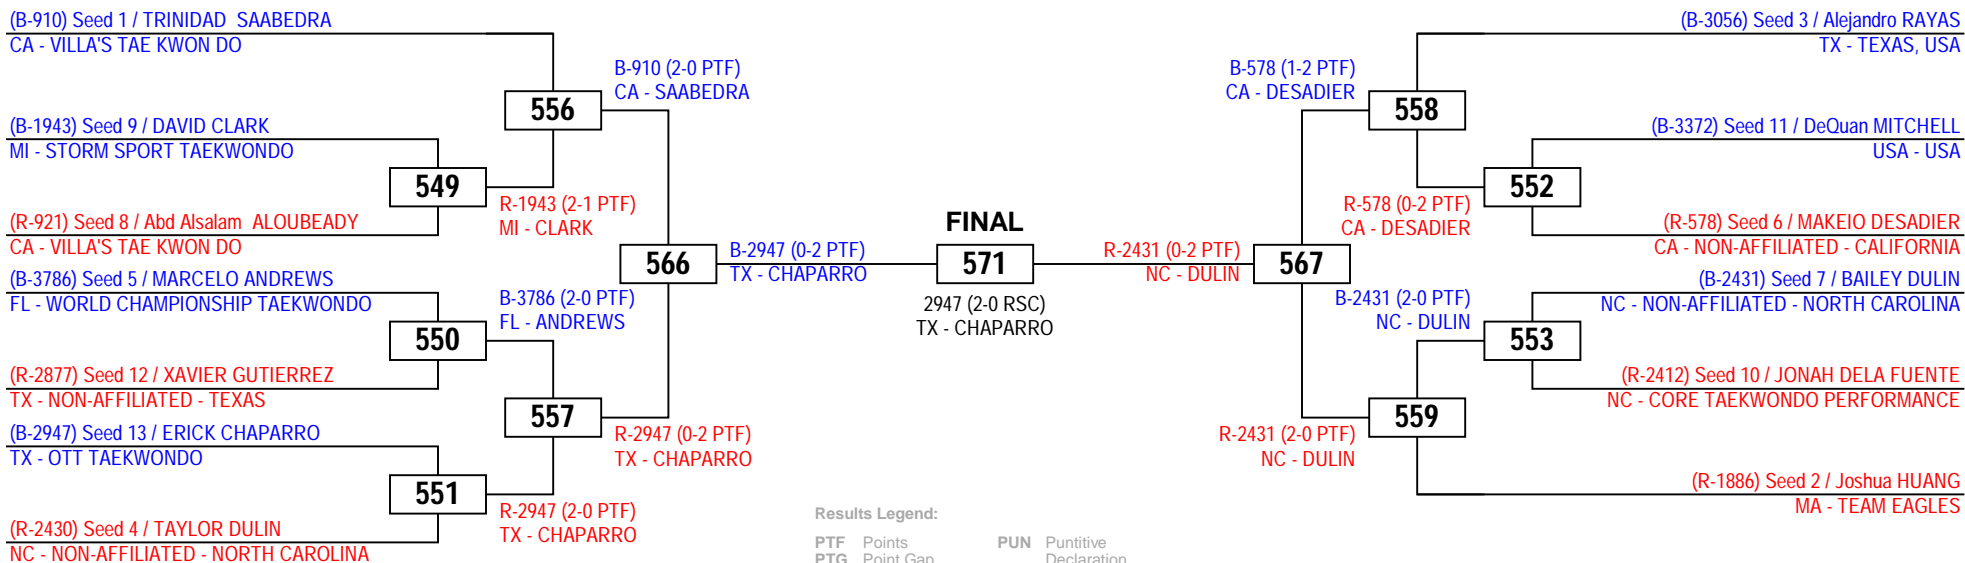 (B-910) Seed 1 / TRINIDAD  SAABEDRA
CA - VILLA'S TAE KWON DO
B-910 (2-0 PTF)
CA - SAABEDRA
556
(B-1943) Seed 9 / DAVID CLARK
MI - STORM SPORT TAEKWONDO
549
R-1943 (2-1 PTF)
MI - CLARK
(R-921) Seed 8 / Abd Alsalam  ALOUBEADY
CA - VILLA'S TAE KWON DO
566
B-2947 (0-2 PTF)
TX - CHAPARRO
(B-3786) Seed 5 / MARCELO ANDREWS
FL - WORLD CHAMPIONSHIP TAEKWONDO
B-3786 (2-0 PTF)
FL - ANDREWS
550
(R-2877) Seed 12 / XAVIER GUTIERREZ
TX - NON-AFFILIATED - TEXAS
557
R-2947 (0-2 PTF)
TX - CHAPARRO
(B-2947) Seed 13 / ERICK CHAPARRO
TX - OTT TAEKWONDO
551
R-2947 (2-0 PTF)
TX - CHAPARRO
(R-2430) Seed 4 / TAYLOR DULIN
NC - NON-AFFILIATED - NORTH CAROLINA
FINAL
571
2947 (2-0 RSC)
TX - CHAPARRO
(B-3056) Seed 3 / Alejandro RAYAS
TX - TEXAS, USA
B-578 (1-2 PTF)
CA - DESADIER
558
(B-3372) Seed 11 / DeQuan MITCHELL
USA - USA
552
R-578 (0-2 PTF)
CA - DESADIER
(R-578) Seed 6 / MAKEIO DESADIER
CA - NON-AFFILIATED - CALIFORNIA
R-2431 (0-2 PTF)
NC - DULIN
567
(B-2431) Seed 7 / BAILEY DULIN
NC - NON-AFFILIATED - NORTH CAROLINA
B-2431 (2-0 PTF)
NC - DULIN
553
(R-2412) Seed 10 / JONAH DELA FUENTE
NC - CORE TAEKWONDO PERFORMANCE
559
R-2431 (2-0 PTF)
NC - DULIN
(R-1886) Seed 2 / Joshua HUANG
MA - TEAM EAGLES
Results Legend:
PTF Points
PTG Point Gap
PUN Puntitive
Declaration